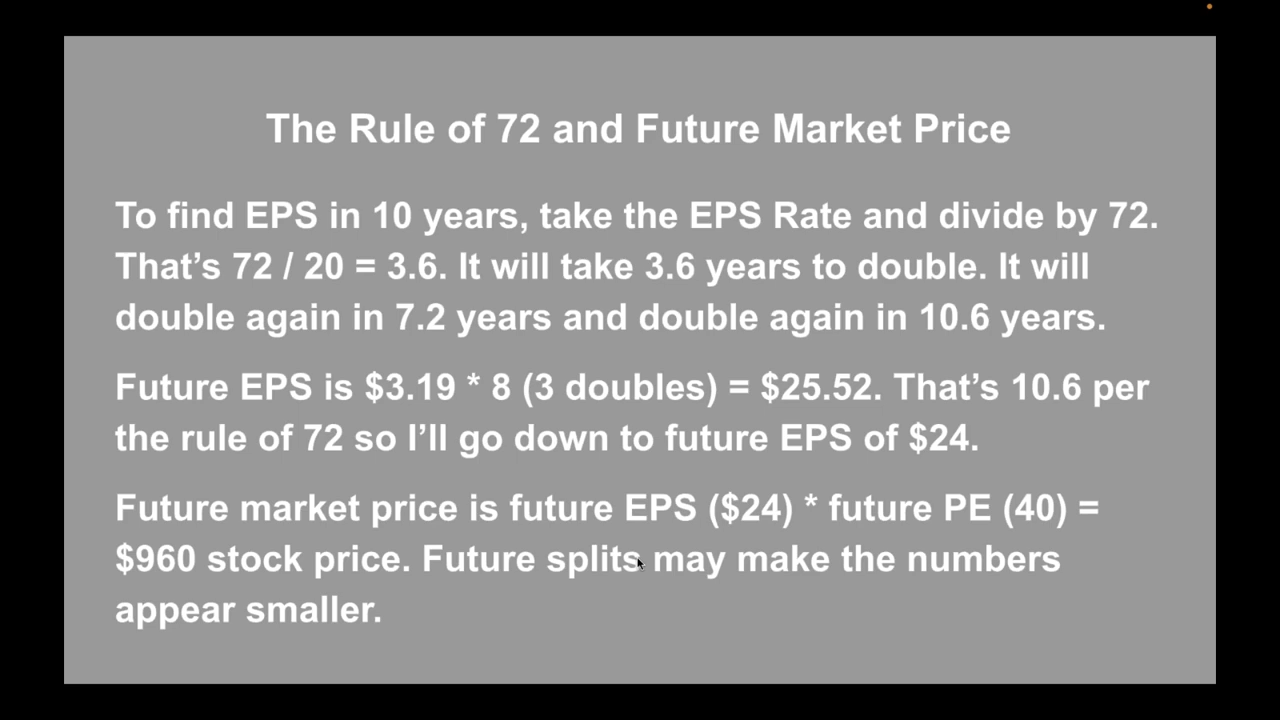 The Rule of 72 and Future Market Price
To find EPS in 10 years, take the EPS Rate and divide by 72.
That’s 72 / 20 = 3.6. It will take 3.6 years to double. It will
double again in 7.2 years and double again in 10.6 years.
Future EPS is $3.19 * 8 (3 doubles) = $25.52. That’s 10.6 per
the rule of 72 so I’ll go down to future EPS of $24.
Future market price is future EPS ($24) * future PE (40) =
$960 stock price. Future splits may make the numbers
appear smaller.